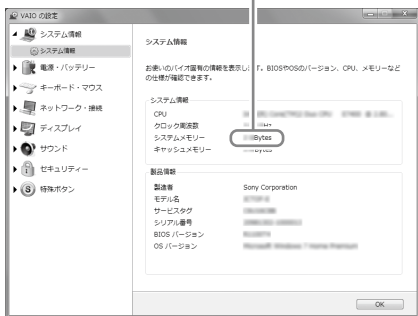 VAIO の設定
システム情報
システム情報
電源・バッテリー
キーボード・マウス
ネットワーク・接続
ディスプレイ
サウンド
セキュリティー
特殊ボタン
システム情報
お使いのバイオ固有の情報を表示します。BIOSやOSのバージョン、CPU、メモリーなど
の仕様が確認できます。
システム情報
CPU
クロック周波数
システムメモリー Bytes
キャッシュメモリー
製品情報
製造者 Sony Corporation
モデル名
サービスタグ
シリアル番号
BIOS バージョン
OS バージョン
OK